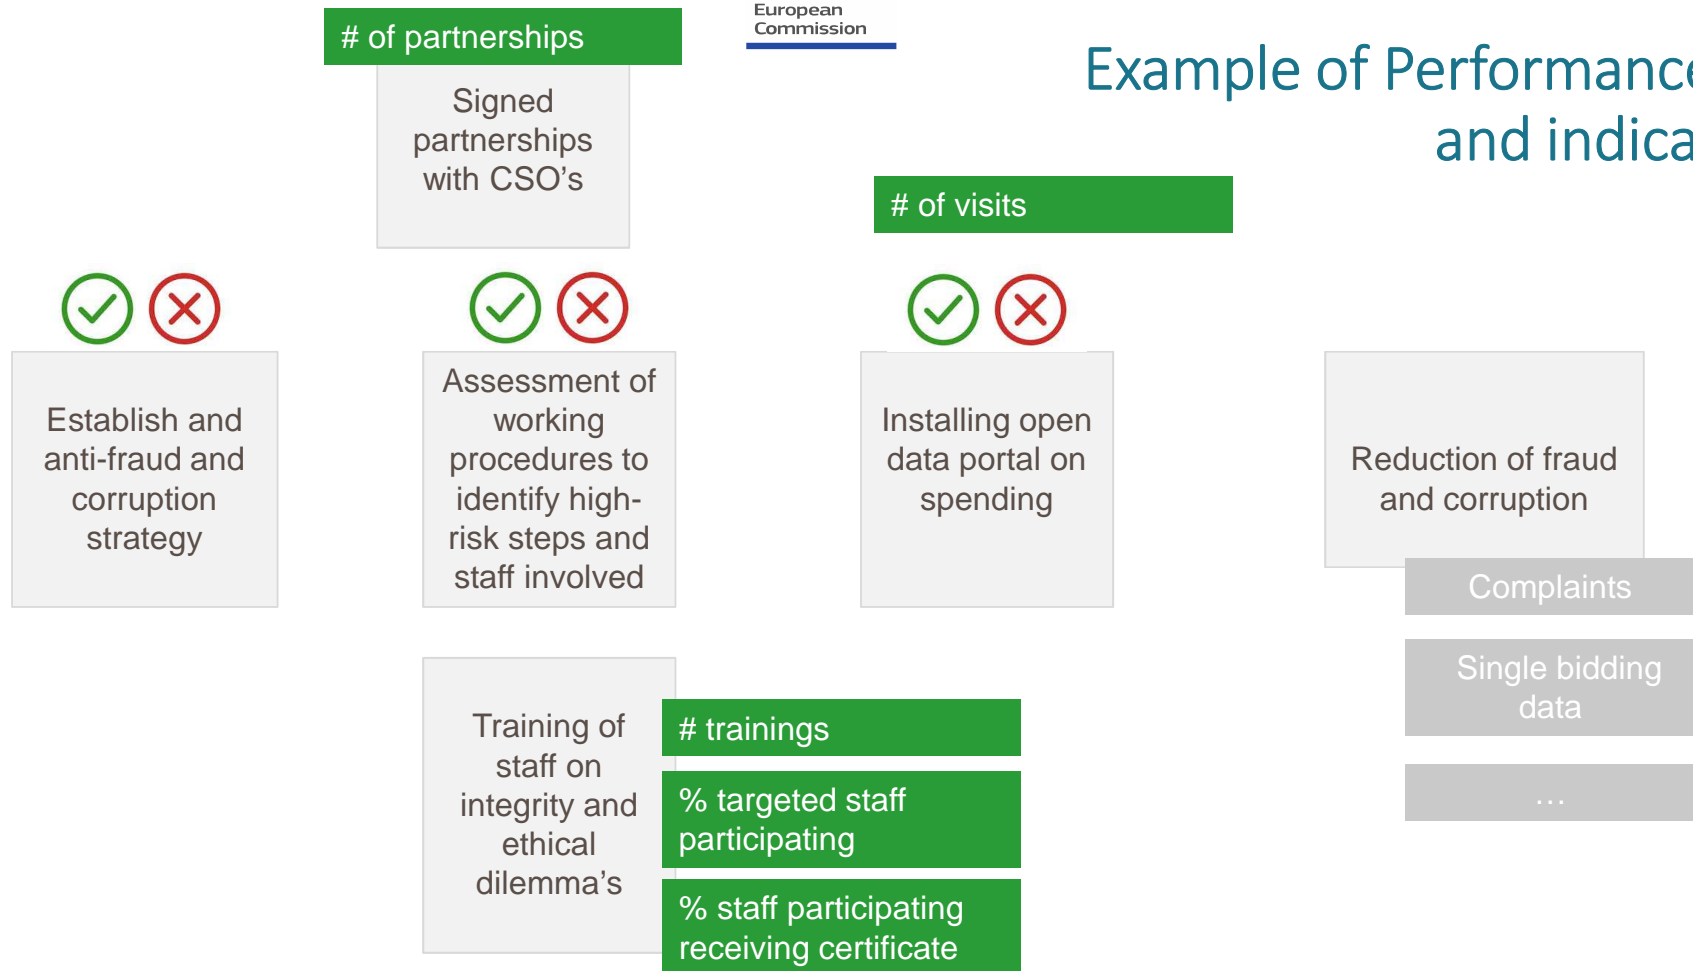 European
Commission
# of partnerships
Example of Performance
and indica
Signed
partnerships
with CSO's
# of visits
Establish and
anti-fraud and
corruption
strategy
Assessment of
working
procedures to
identify high-
risk steps and
staff involved
Installing open
data portal on
spending
Reduction of fraud
and corruption
Complaints
Single bidding
data
…
Training of
staff on
integrity and
ethical
dilemma's
# trainings
% targeted staff
participating
% staff participating
receiving certificate